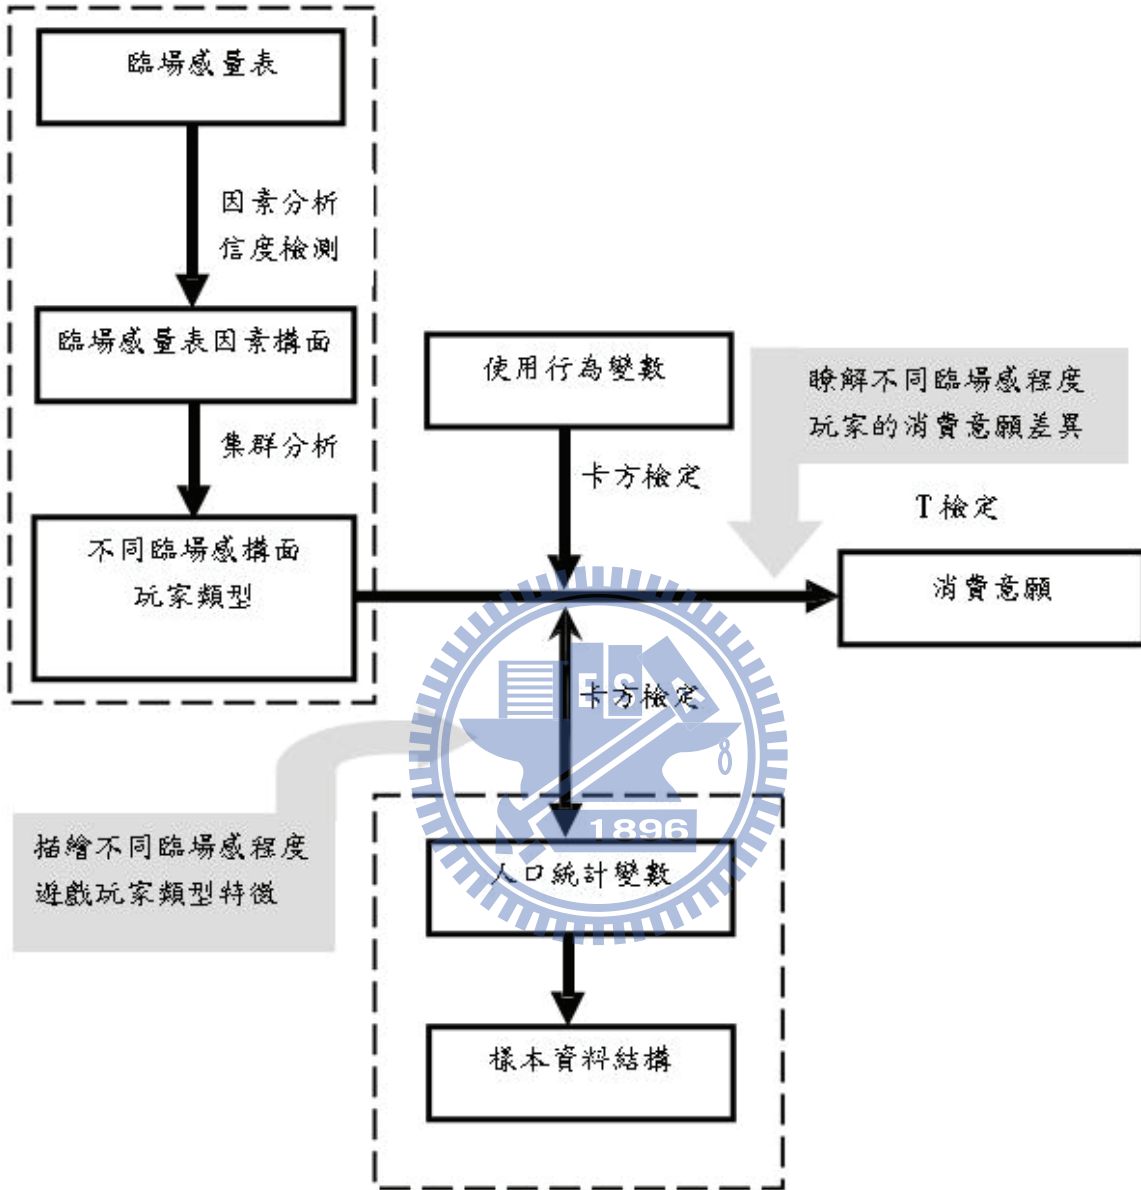 臨場感量表
因素分析
信度檢測
臨場感量表因素構面
集群分析
不同臨場感構面
玩家類型
使用行為變數
卡方檢定
瞭解不同臨場感程度
玩家的消費意願差異
T 檢定
消費意願
ES
卡方檢定
8
1896
描繪不同臨場感程度
遊戲玩家類型特徵
人口統計變數
樣本資料結構